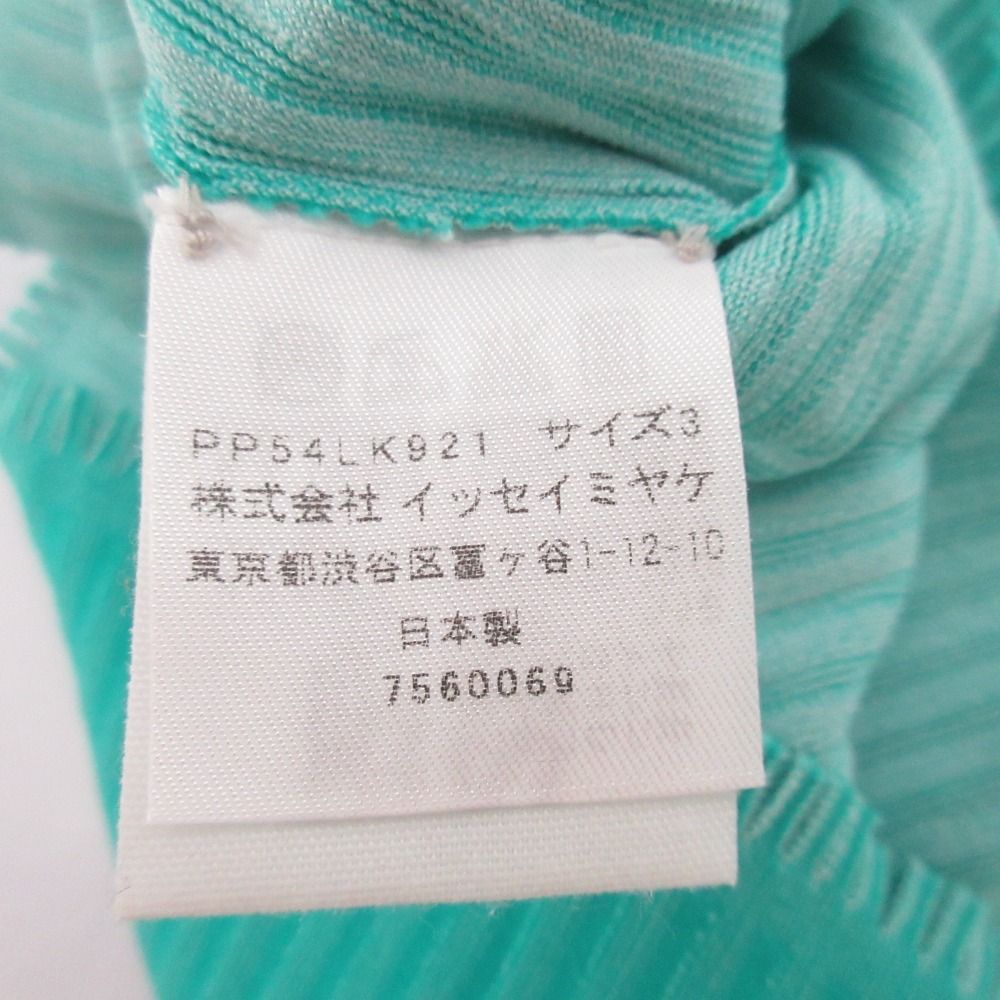 PP54LK921 サイズ3
株式会社 イッセイミヤケ
東京都渋谷区富ヶ谷1-12-10
日本製
7560069